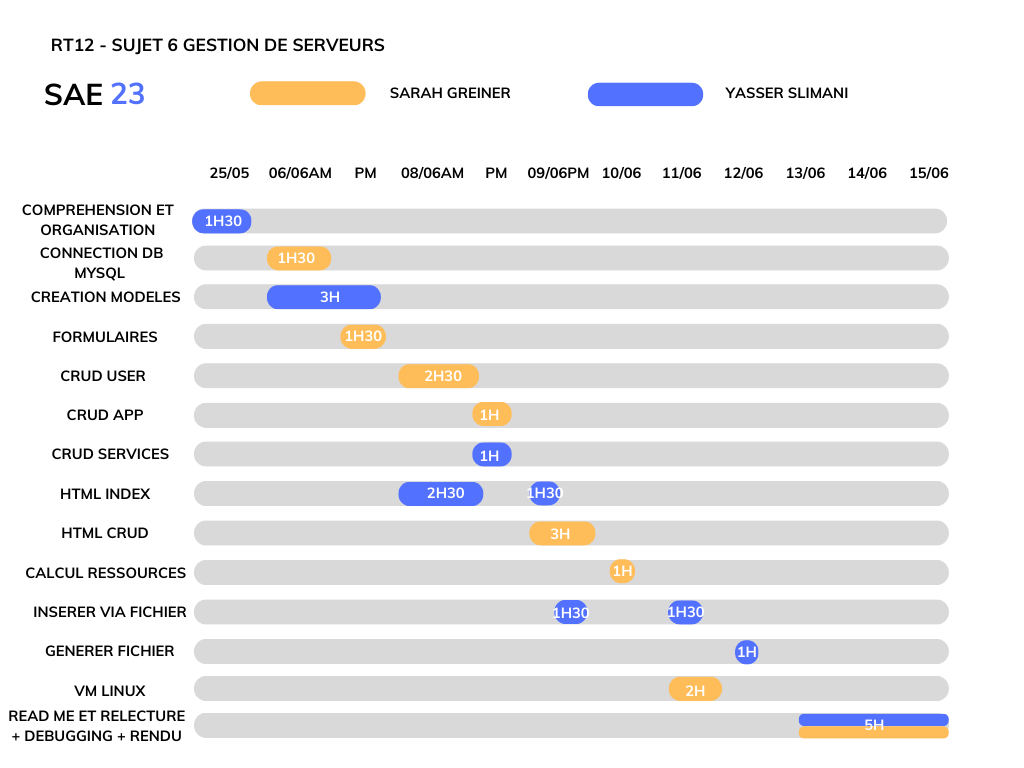 RT12 - SUJET 6 GESTION DE SERVEURS
SAE 23
SARAH GREINER
YASSER SLIMANI
25/05 06/06AM PM 08/06AM PM 09/06PM 10/06 11/06 12/06 13/06 14/06 15/06
COMPREHENSION ET
ORGANISATION
1H30
CONNECTION DB
MYSQL
1H30
CREATION MODELES 3H
FORMULAIRES 1H30
CRUD USER 2H30
CRUD APP 1H
CRUD SERVICES 1H
HTML INDEX 2H30 1H30
HTML CRUD 3H
CALCUL RESSOURCES 1H
INSERER VIA FICHIER 1H30 1H30
GENERER FICHIER 1H
VM LINUX 2H
READ ME ET RELECTURE
+ DEBUGGING + RENDU
5H